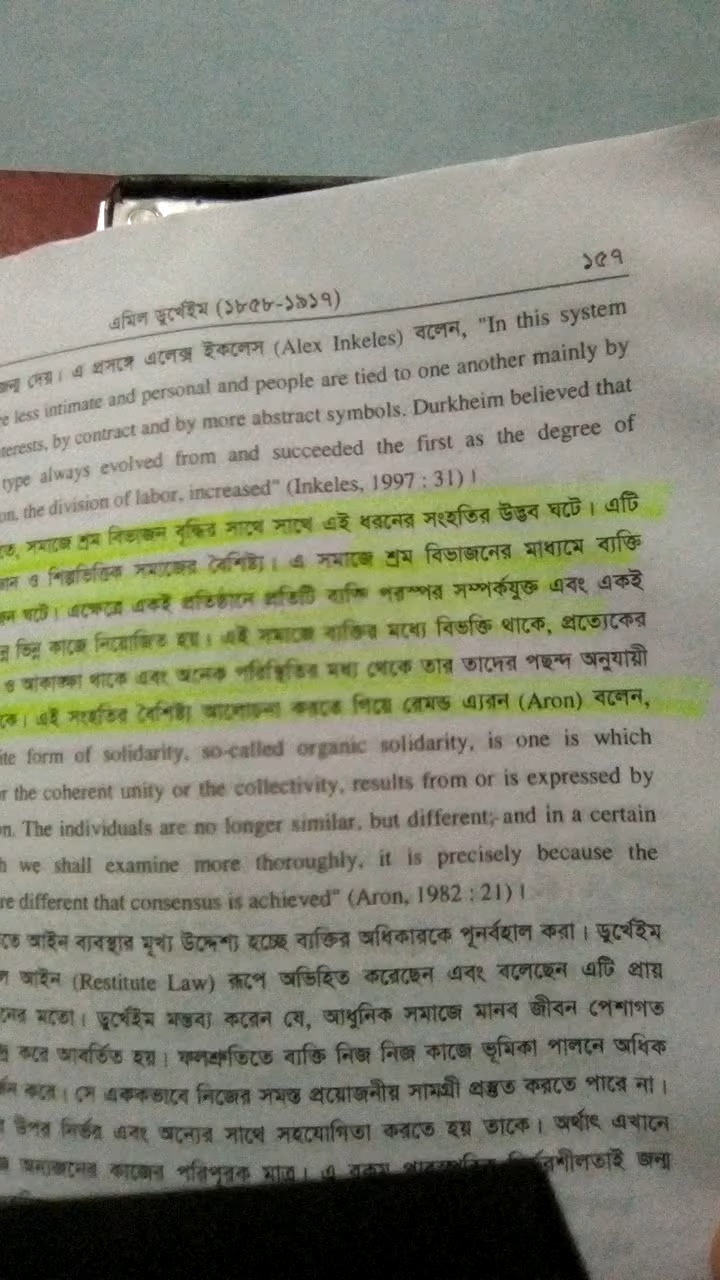 ১৫৭
এমিল ডুর্খেইম (১৮৫৮-১৯১৭)
দেয়। এ প্রসঙ্গে এলেক্স ইংকলেস (Alex Inkeles) বলেন, "In this system
less intimate and personal and people are tied to one another mainly by
by contract and by more abstract symbols. Durkheim believed that
type always evolved from and succeeded the first as the degree of
the division of labor, increased" (Inkeles, 1997 : 31)।
সমাজে শ্রম বিভাজন বৃদ্ধির সাথে সাথে এই ধরনের সংহতির উদ্ভব ঘটে। এটি
ও শিল্পভিত্তিক সমাজের বৈশিষ্ট্য। এ সমাজে শ্রম বিভাজনের মাধ্যমে ব্যক্তি
ঘটে। এক্ষেত্রে একই প্রতিষ্ঠানে প্রতিটি ব্যক্তি পরস্পর সম্পর্কযুক্ত এবং একই
ভিন্ন কাজে নিয়োজিত হয়। এই সমাজে ব্যক্তির মধ্যে বিভক্তি থাকে, প্রত্যেকের
ও আকাঙ্ক্ষা থাকে এবং অনেক পরিস্থিতির মধ্য থেকে তার তাদের পছন্দ অনুযায়ী
এই সংহতির বৈশিষ্ট্য আলোচনা করতে গিয়ে রেমন্ড এ্যারন (Aron) বলেন,
form of solidarity, so-called organic solidarity, is one is which
the coherent unity or the collectivity, results from or is expressed by
The individuals are no longer similar, but different; and in a certain
we shall examine more thoroughly, it is precisely because the
different that consensus is achieved" (Aron, 1982 : 21)।
আইন ব্যবস্থার মূখ্য উদ্দেশ্য হচ্ছে ব্যক্তির অধিকারকে পূনর্বহাল করা। ডুর্খেইম
আইন (Restitute Law) রূপে অভিহিত করেছেন এবং বলেছেন এটি প্রায়
মতো। ডুর্খেইম মন্তব্য করেন যে, আধুনিক সমাজে মানব জীবন পেশাগত
করে আবর্তিত হয়। ফলশ্রুতিতে ব্যক্তি নিজ নিজ কাজে ভূমিকা পালনে অধিক
করে। সে এককভাবে নিজের সমস্ত প্রয়োজনীয় সামগ্রী প্রস্তুত করতে পারে না।
উপর নির্ভর এবং অন্যের সাথে সহযোগিতা করতে হয় তাকে। অর্থাৎ এখানে
অন্যজনের কাজের পরিপূরক মাত্র। এ রকম জন্ম